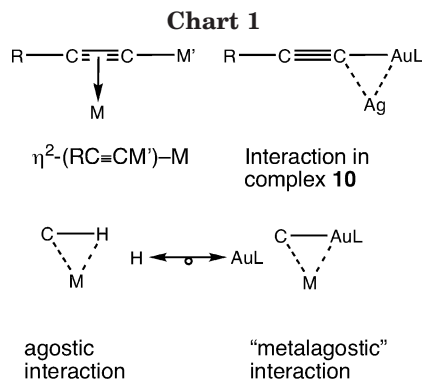 Chart 1
R—C≡C—M'
M
R—C≡C—AuL
Ag
η²-(RC≡CM')–M
Interaction in
complex 10
C—H
M
H ↔ AuL
C—AuL
M
agostic
interaction
"metalagostic"
interaction